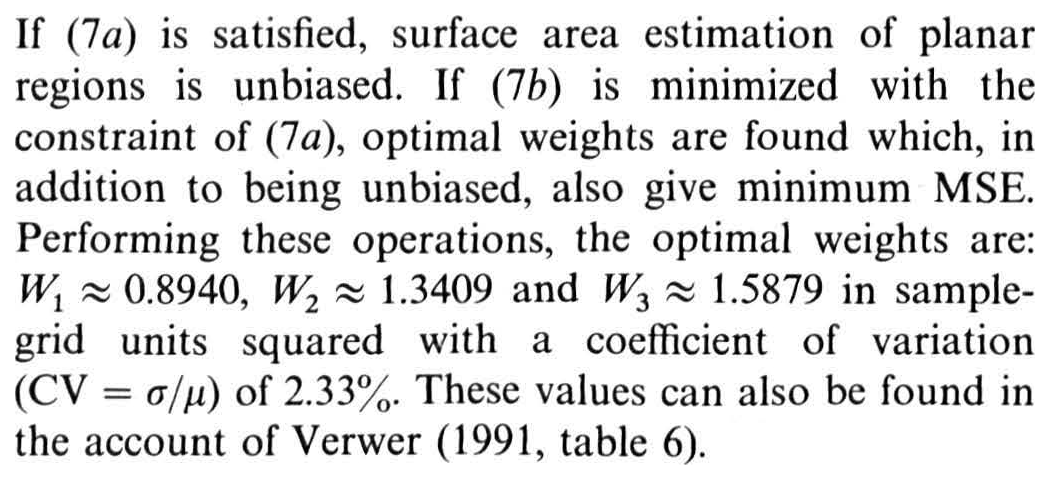 If (7a) is satisfied, surface area estimation of planar
regions is unbiased. If (7b) is minimized with the
constraint of (7a), optimal weights are found which, in
addition to being unbiased, also give minimum MSE.
Performing these operations, the optimal weights are:
W₁ ≈ 0.8940, W₂ ≈ 1.3409 and W₃ ≈ 1.5879 in sample-
grid units squared with a coefficient of variation
(CV = σ/μ) of 2.33%. These values can also be found in
the account of Verwer (1991, table 6).